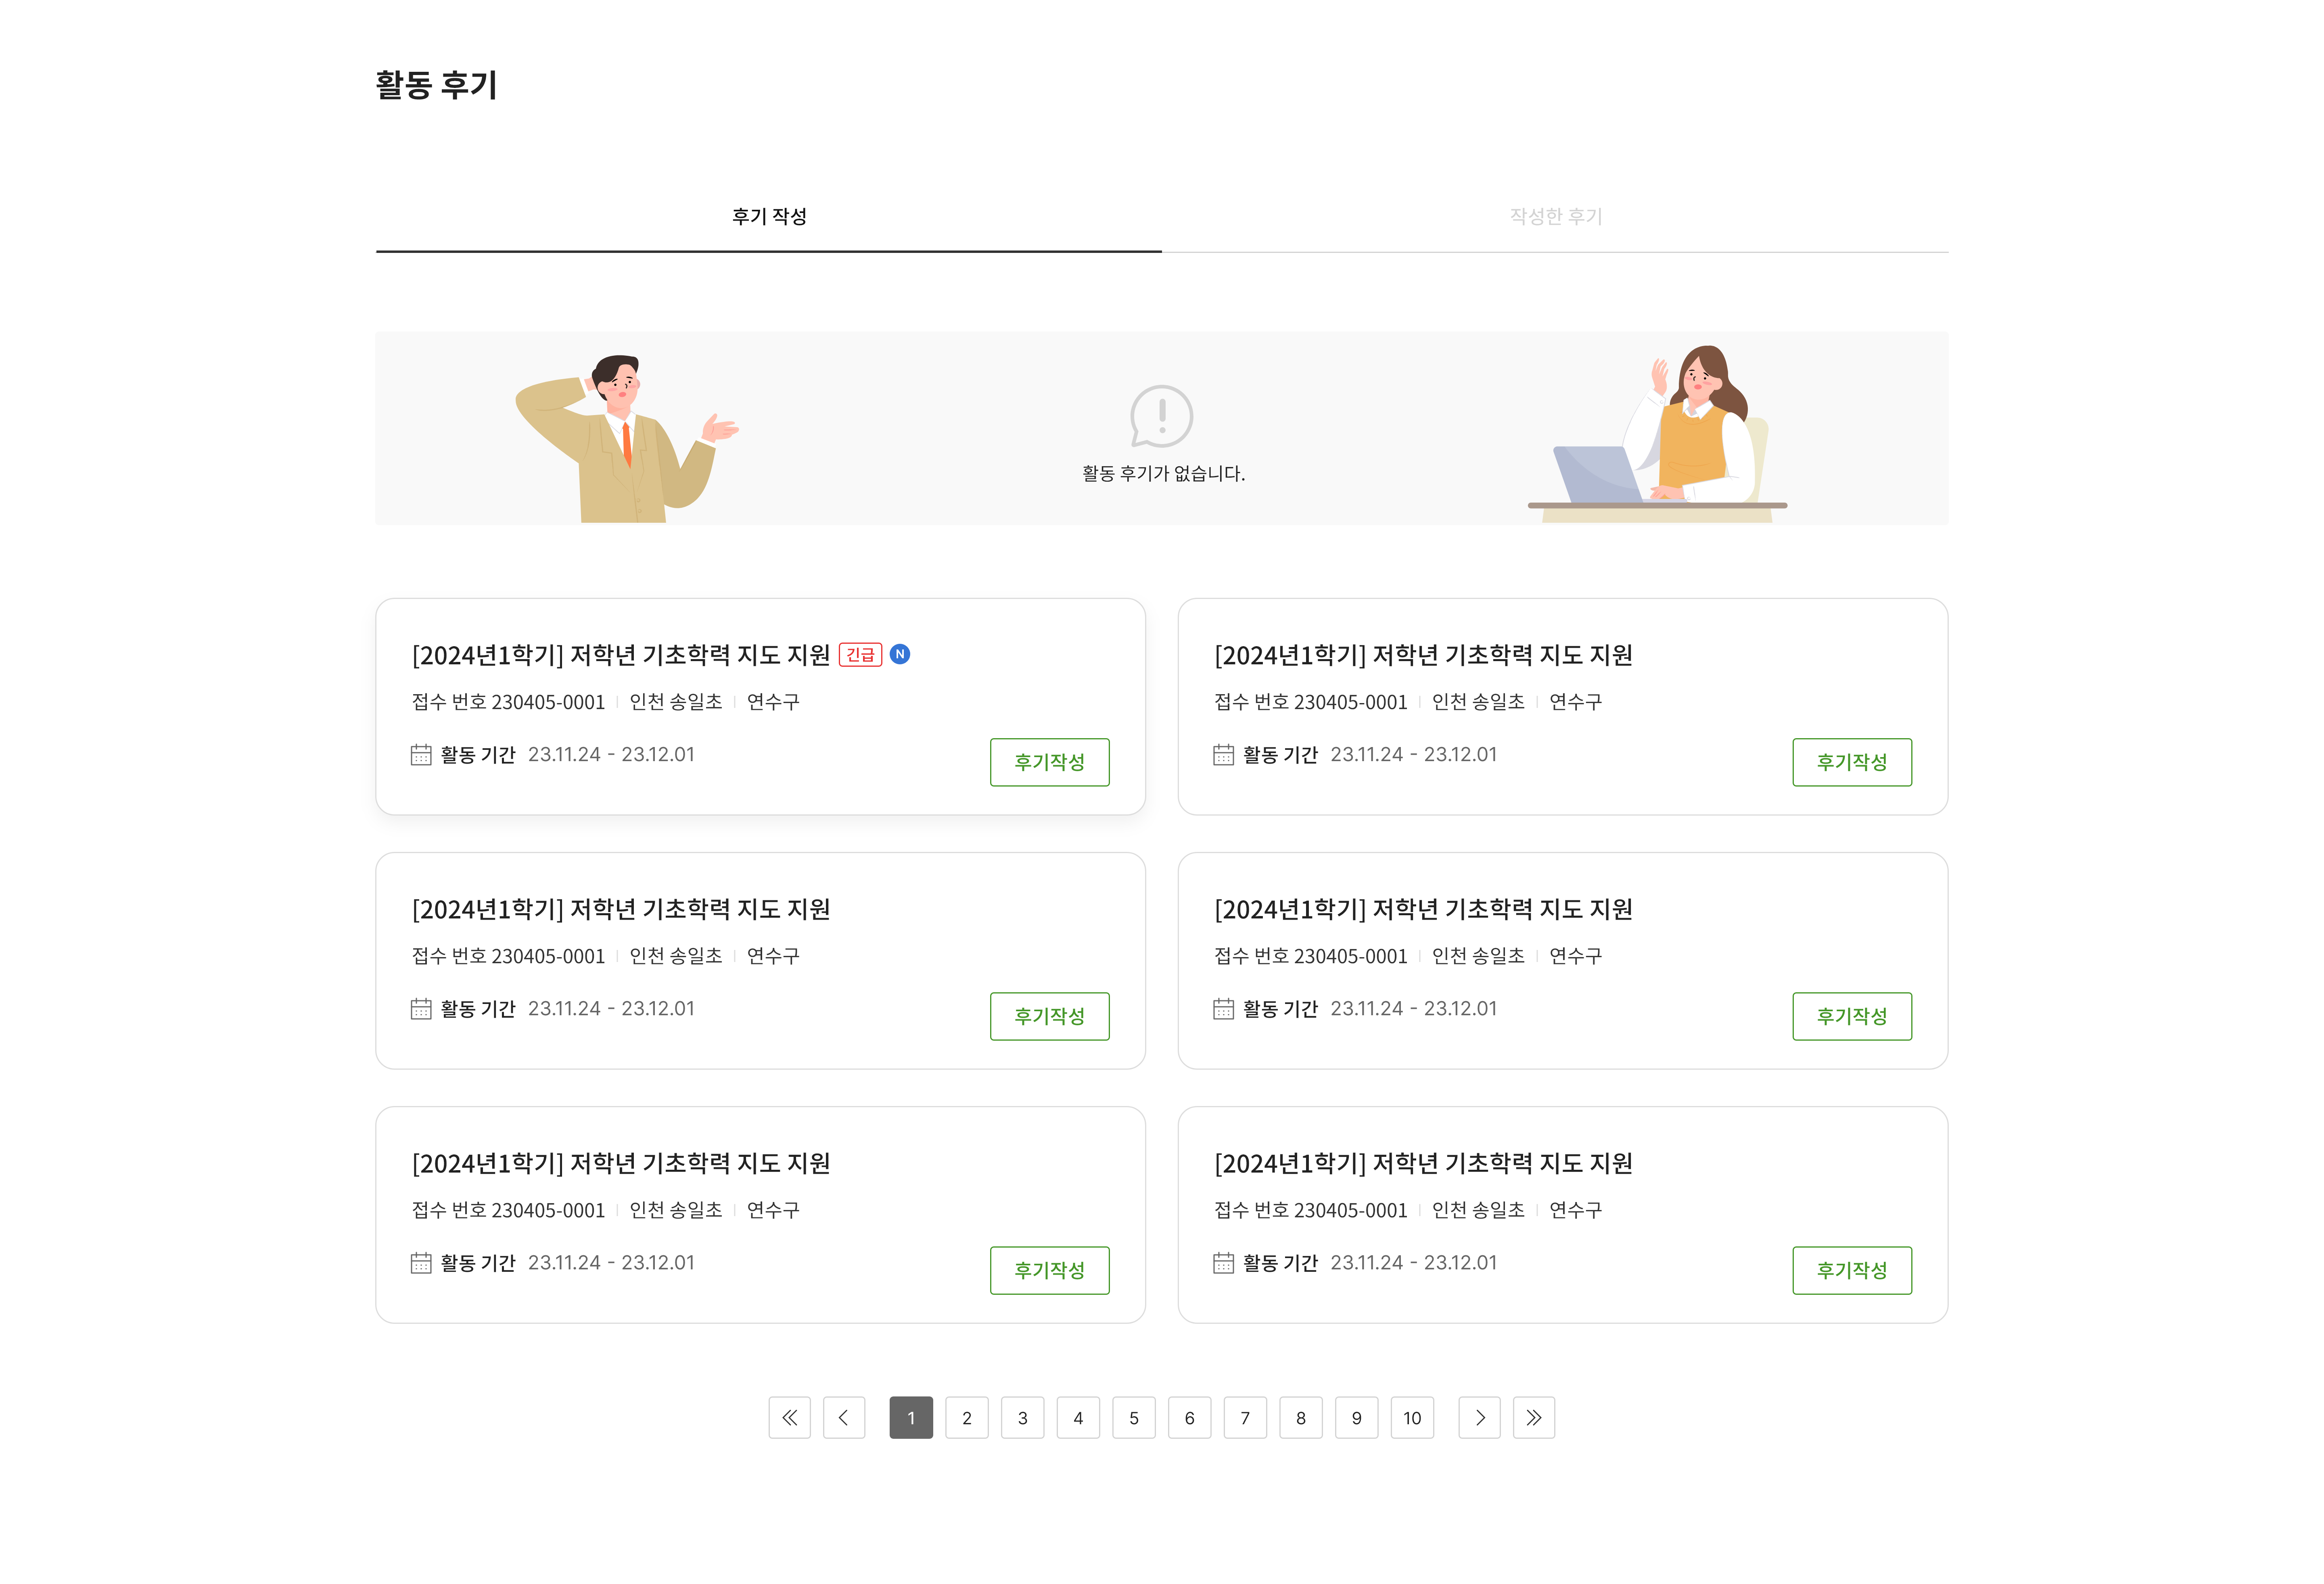 활동 후기
후기 작성
작성한 후기
활동 후기가 없습니다.
[2024년1학기] 저학년 기초학력 지도 지원 긴급 N
접수 번호 230405-0001 인천 송일초 연수구
활동 기간 23.11.24 - 23.12.01
후기작성
[2024년1학기] 저학년 기초학력 지도 지원
접수 번호 230405-0001 인천 송일초 연수구
활동 기간 23.11.24 - 23.12.01
후기작성
[2024년1학기] 저학년 기초학력 지도 지원
접수 번호 230405-0001 인천 송일초 연수구
활동 기간 23.11.24 - 23.12.01
후기작성
[2024년1학기] 저학년 기초학력 지도 지원
접수 번호 230405-0001 인천 송일초 연수구
활동 기간 23.11.24 - 23.12.01
후기작성
[2024년1학기] 저학년 기초학력 지도 지원
접수 번호 230405-0001 인천 송일초 연수구
활동 기간 23.11.24 - 23.12.01
후기작성
[2024년1학기] 저학년 기초학력 지도 지원
접수 번호 230405-0001 인천 송일초 연수구
활동 기간 23.11.24 - 23.12.01
후기작성
1 2 3 4 5 6 7 8 9 10